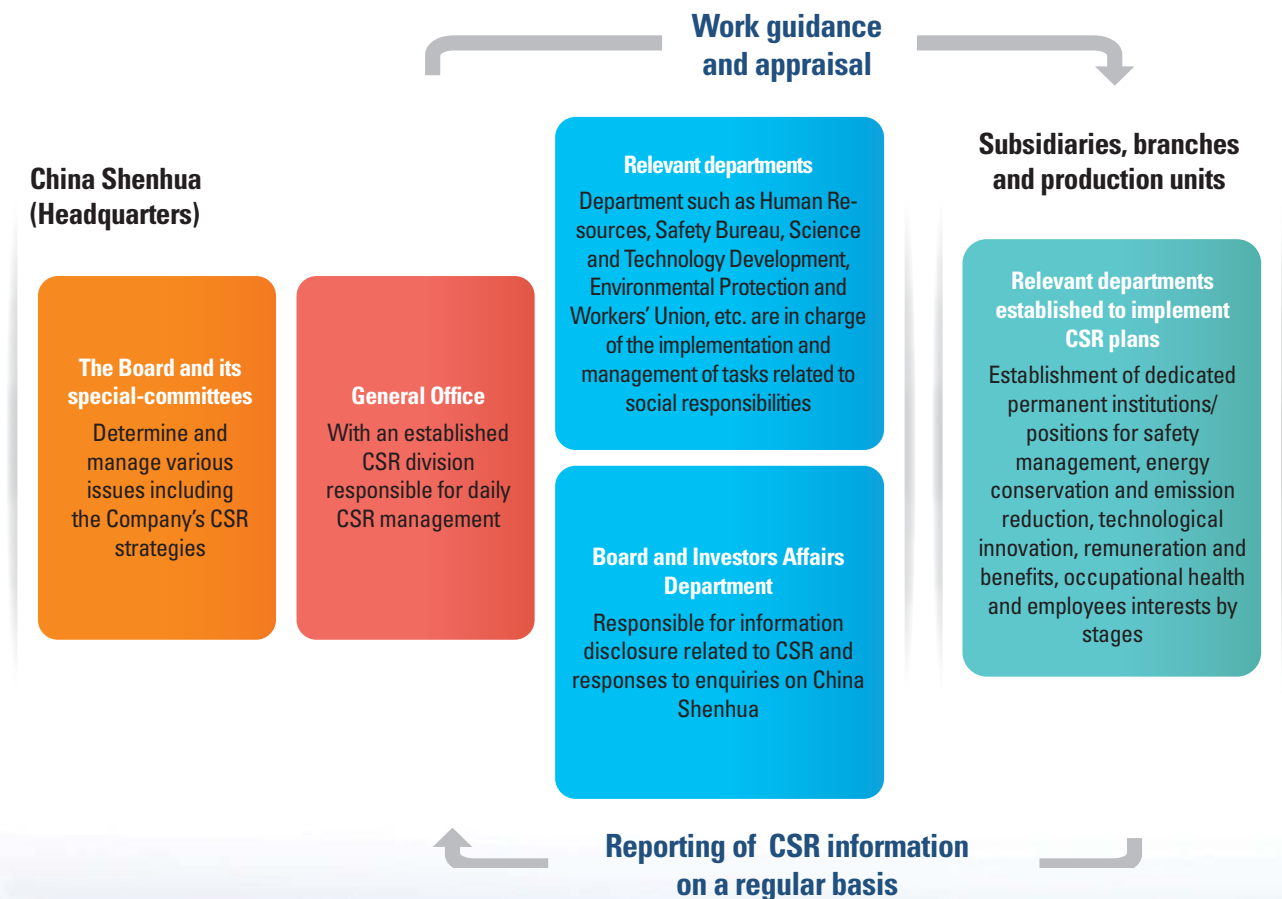 Work guidance
and appraisal
China Shenhua
(Headquarters)
The Board and its
special-committees
Determine and
manage various
issues including
the Company's CSR
strategies
General Office
With an established
CSR division
responsible for daily
CSR management
Relevant departments
Department such as Human Re-
sources, Safety Bureau, Science
and Technology Development,
Environmental Protection and
Workers' Union, etc. are in charge
of the implementation and
management of tasks related to
social responsibilities
Board and Investors Affairs
Department
Responsible for information
disclosure related to CSR and
responses to enquiries on China
Shenhua
Subsidiaries, branches
and production units
Relevant departments
established to implement
CSR plans
Establishment of dedicated
permanent institutions/
positions for safety
management, energy
conservation and emission
reduction, technological
innovation, remuneration and
benefits, occupational health
and employees interests by
stages
Reporting of CSR information
on a regular basis